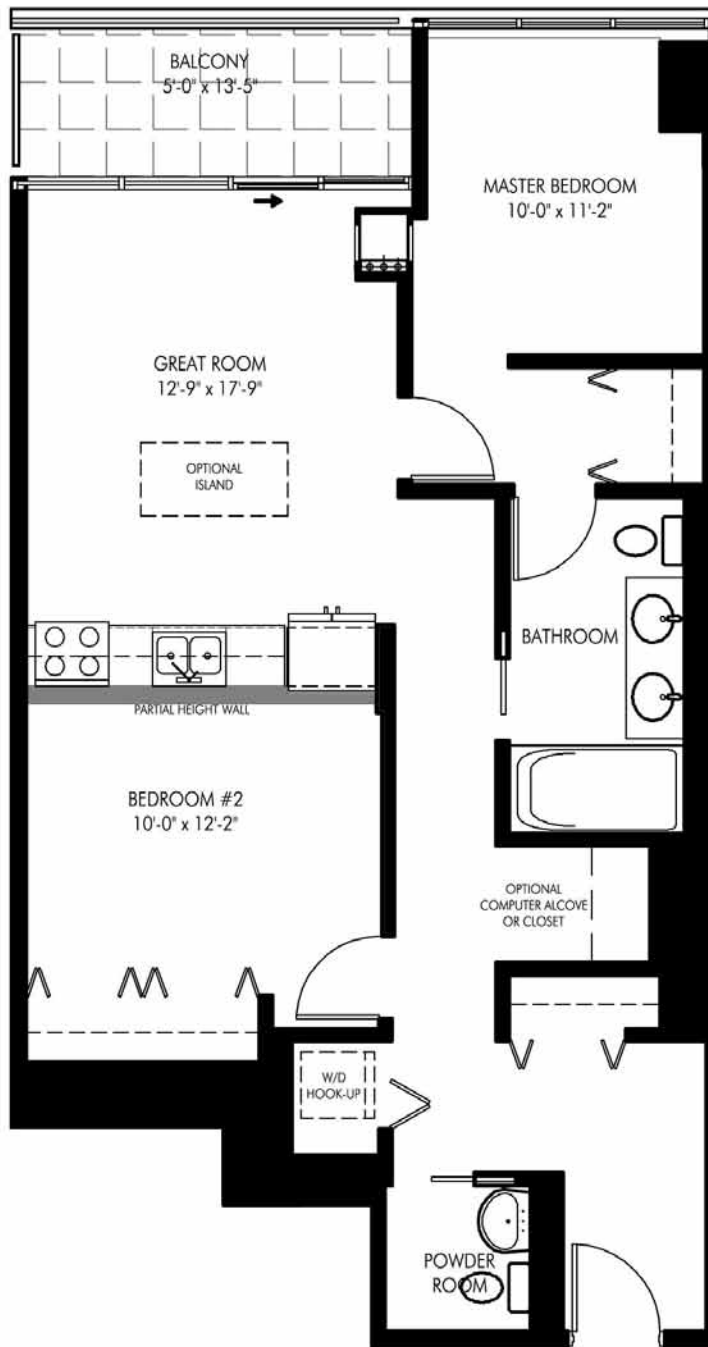 BALCONY
5'-0" x 13'-5"
MASTER BEDROOM
10'-0" x 11'-2"
GREAT ROOM
12'-9" x 17'-9"
OPTIONAL
ISLAND
BATHROOM
PARTIAL HEIGHT WALL
BEDROOM #2
10'-0" x 12'-2"
OPTIONAL
COMPUTER ALCOVE
OR CLOSET
W/D
HOOK-UP
POWDER
ROOM